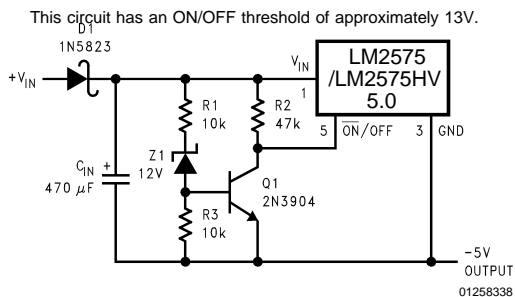 This circuit has an ON/OFF threshold of approximately 13V.
D1
1N5823
+VIN
VIN
1
LM2575
/LM2575HV
5.0
5
ON/OFF
3
GND
R1
10k
R2
47k
Z1
12V
CIN
+
470 μF
Q1
2N3904
R3
10k
-5V
OUTPUT
01258338